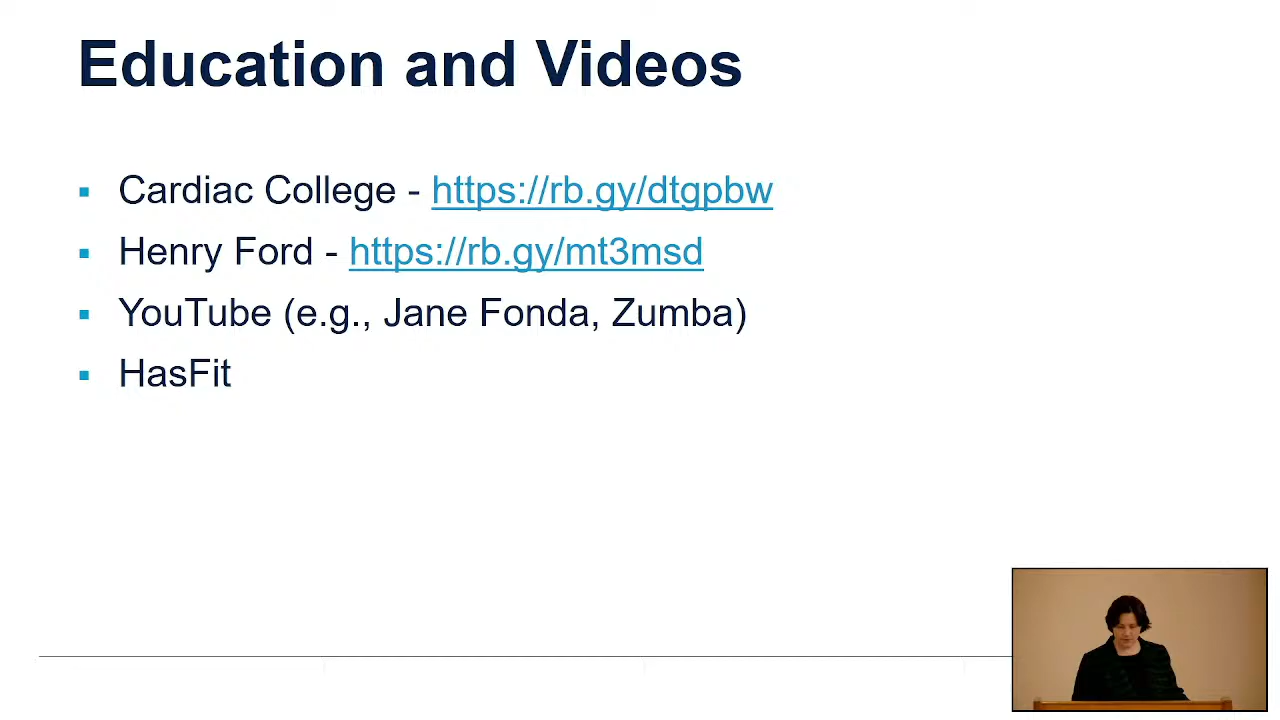 Education and Videos
▪ Cardiac College - https://rb.gy/dtgpbw
▪ Henry Ford - https://rb.gy/mt3msd
▪ YouTube (e.g., Jane Fonda, Zumba)
▪ HasFit